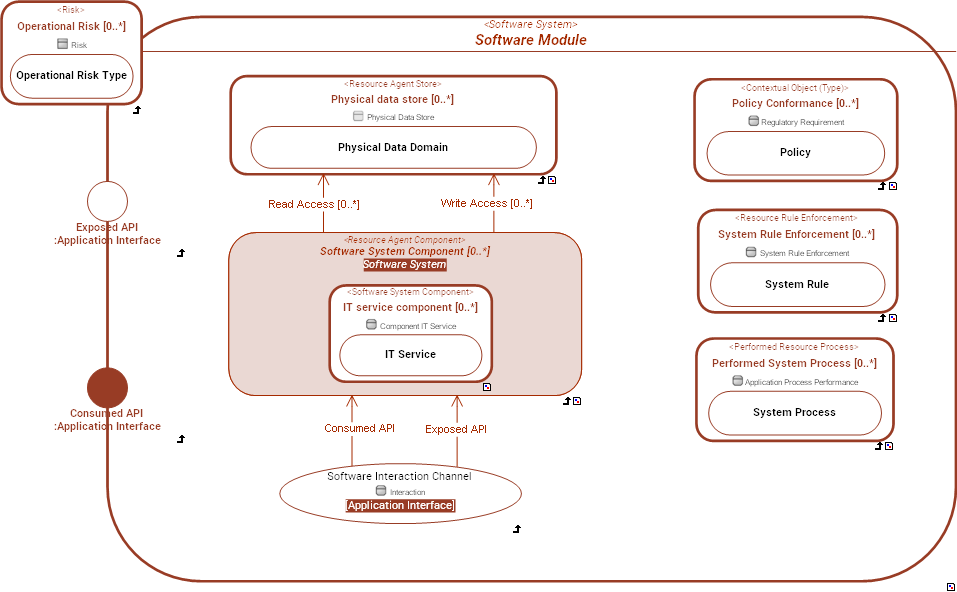 <Risk>
Operational Risk [0..*]
Risk
Operational Risk Type
<Software System>
Software Module
<Resource Agent Store>
Physical data store [0..*]
Physical Data Store
Physical Data Domain
<Contextual Object (Type)>
Policy Conformance [0..*]
Regulatory Requirement
Policy
Read Access [0..*]
Write Access [0..*]
Exposed API
:Application Interface
<Resource Agent Component>
Software System Component [0..*]
Software System
<Software System Component>
IT service component [0..*]
Component IT Service
IT Service
<Resource Rule Enforcement>
System Rule Enforcement [0..*]
System Rule Enforcement
System Rule
<Performed Resource Process>
Performed System Process [0..*]
Application Process Performance
System Process
Consumed API
:Application Interface
Consumed API
Exposed API
Software Interaction Channel
Interaction
[Application Interface]